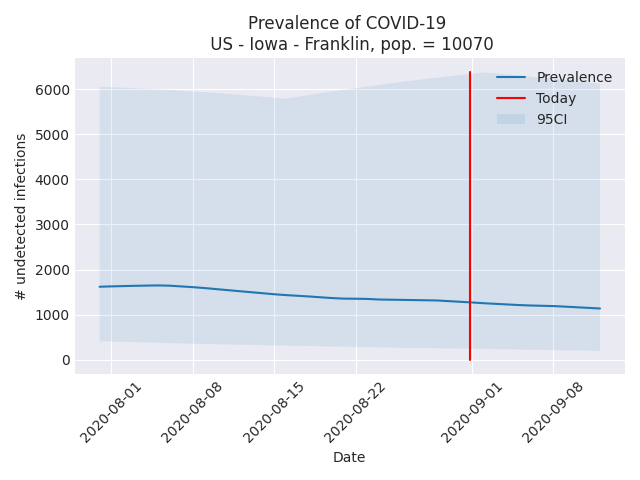 Prevalence of COVID-19
US - Iowa - Franklin, pop. = 10070
Prevalence
Today
95CI
# undetected infections
6000
5000
4000
3000
2000
1000
0
2020-08-01
2020-08-08
2020-08-15
2020-08-22
2020-09-01
2020-09-08
Date